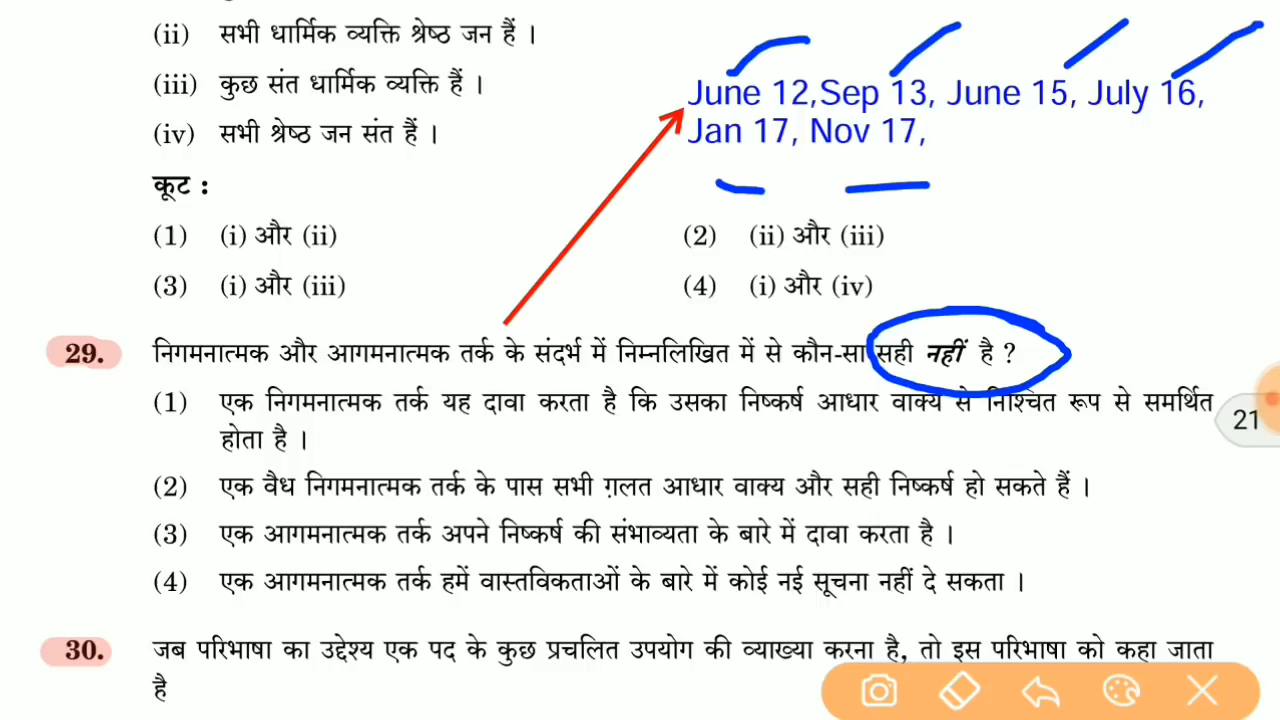 (ii) सभी धार्मिक व्यक्ति श्रेष्ठ जन हैं ।
(iii) कुछ संत धार्मिक व्यक्ति हैं ।
(iv) सभी श्रेष्ठ जन संत हैं ।
June 12,Sep 13, June 15, July 16,
Jan 17, Nov 17,
कूट :
(1) (i) और (ii) (2) (ii) और (iii)
(3) (i) और (iii) (4) (i) और (iv)
29. निगमनात्मक और आगमनात्मक तर्क के संदर्भ में निम्नलिखित में से कौन-सा सही नहीं है ?
(1) एक निगमनात्मक तर्क यह दावा करता है कि उसका निष्कर्ष आधार वाक्य से निश्चित रूप से समर्थित
होता है ।
(2) एक वैध निगमनात्मक तर्क के पास सभी ग़लत आधार वाक्य और सही निष्कर्ष हो सकते हैं ।
(3) एक आगमनात्मक तर्क अपने निष्कर्ष की संभाव्यता के बारे में दावा करता है ।
(4) एक आगमनात्मक तर्क हमें वास्तविकताओं के बारे में कोई नई सूचना नहीं दे सकता ।
30. जब परिभाषा का उद्देश्य एक पद के कुछ प्रचलित उपयोग की व्याख्या करना है, तो इस परिभाषा को कहा जाता
है
21